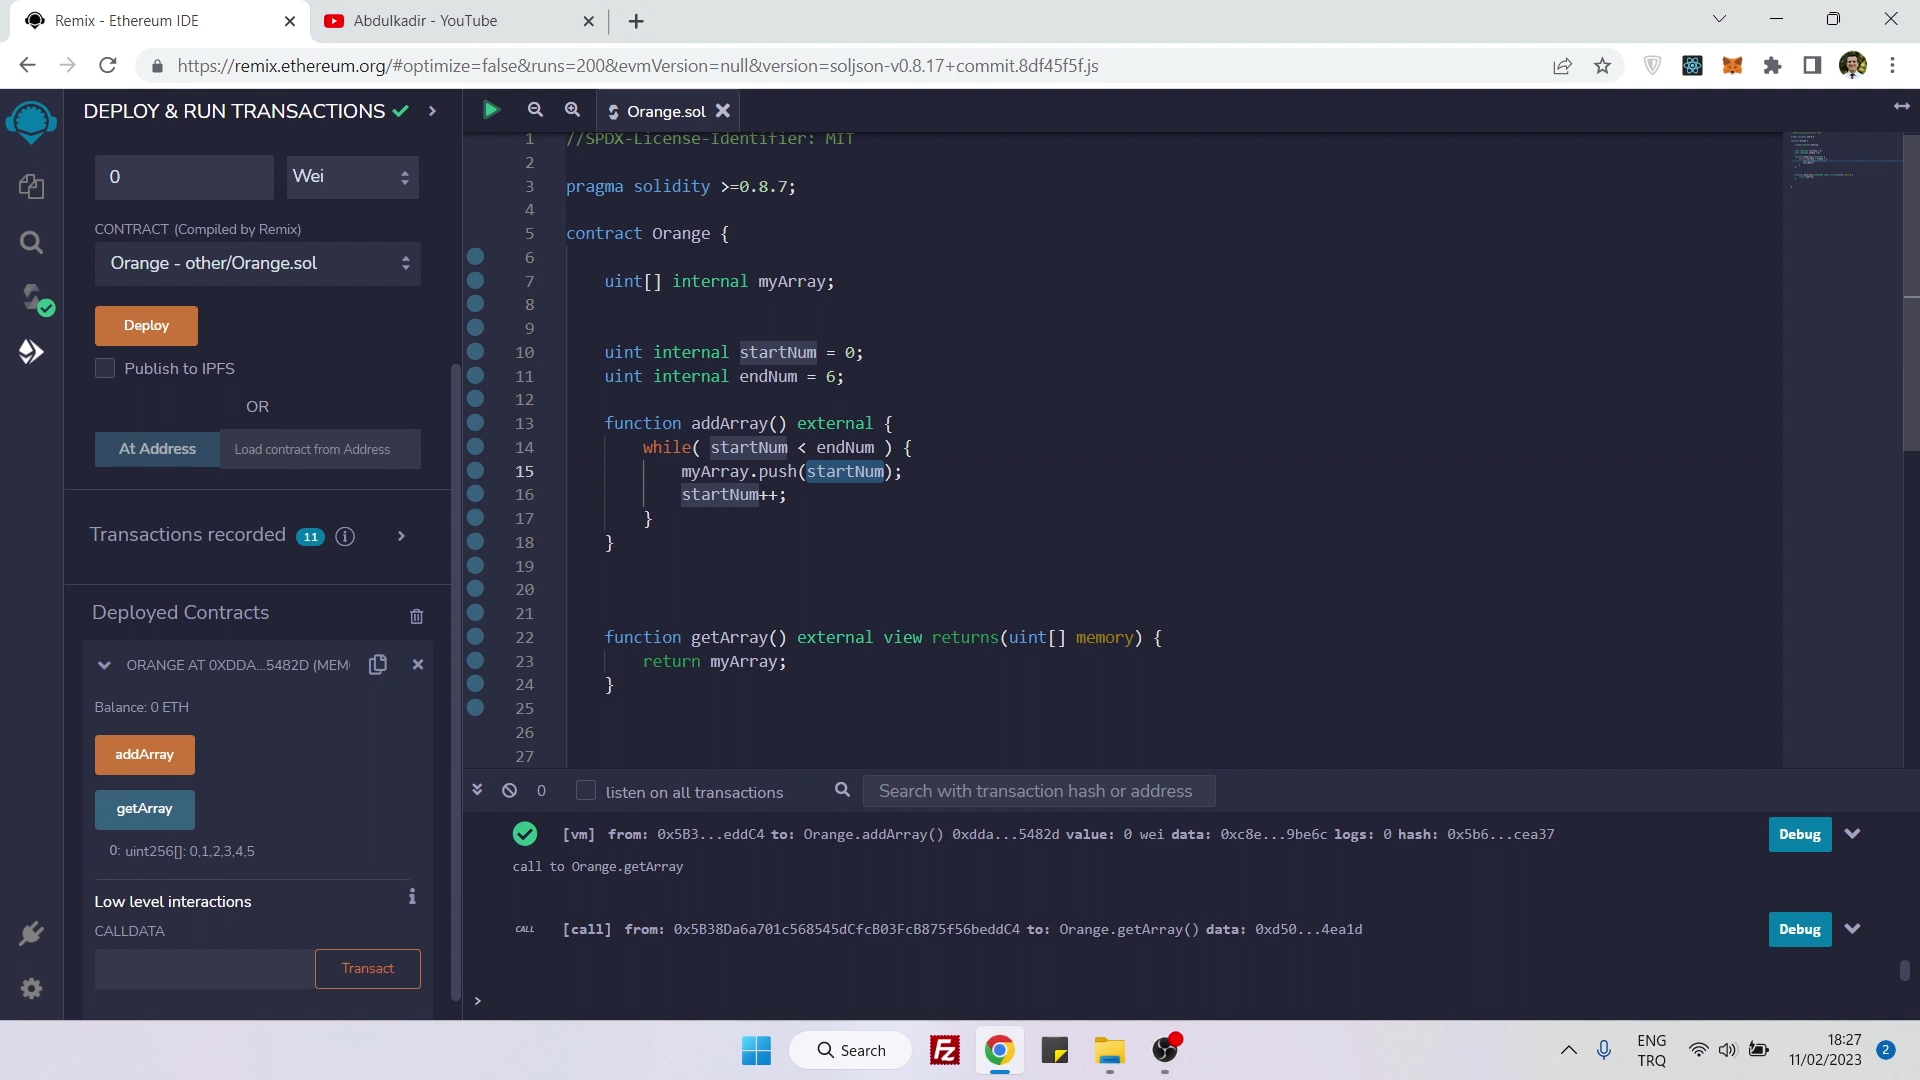 Remix - Ethereum IDE
Abdulkadir - YouTube
https://remix.ethereum.org/#optimize=false&runs=200&evmVersion=null&version=soljson-v0.8.17+commit.8df45f5f.js
DEPLOY & RUN TRANSACTIONS
0
Wei
CONTRACT (Compiled by Remix)
Orange - other/Orange.sol
Deploy
Publish to IPFS
OR
At Address
Load contract from Address
Transactions recorded 11 i
Deployed Contracts
ORANGE AT 0XDDA...5482D (MEM
Balance: 0 ETH
addArray
getArray
0: uint256[]: 0,1,2,3,4,5
Low level interactions
CALLDATA
Transact
Orange.sol
1 //SPDX-License-Identifier: MIT
2
3 pragma solidity >=0.8.7;
4
5 contract Orange {
6
7 uint[] internal myArray;
8
9
10 uint internal startNum = 0;
11 uint internal endNum = 6;
12
13 function addArray() external {
14 while( startNum < endNum ) {
15 myArray.push(startNum);
16 startNum++;
17 }
18 }
19
20
21
22 function getArray() external view returns(uint[] memory) {
23 return myArray;
24 }
25
26
27
0
listen on all transactions
Search with transaction hash or address
[vm] from: 0x5B3...eddC4 to: Orange.addArray() 0xdda...5482d value: 0 wei data: 0xc8e...9be6c logs: 0 hash: 0x5b6...cea37
Debug
call to Orange.getArray
CALL [call] from: 0x5B38Da6a701c568545dCfcB03FcB875f56beddC4 to: Orange.getArray() data: 0xd50...4ea1d
Debug
>
Search
Fz
ENG
TRQ
18:27
11/02/2023
2